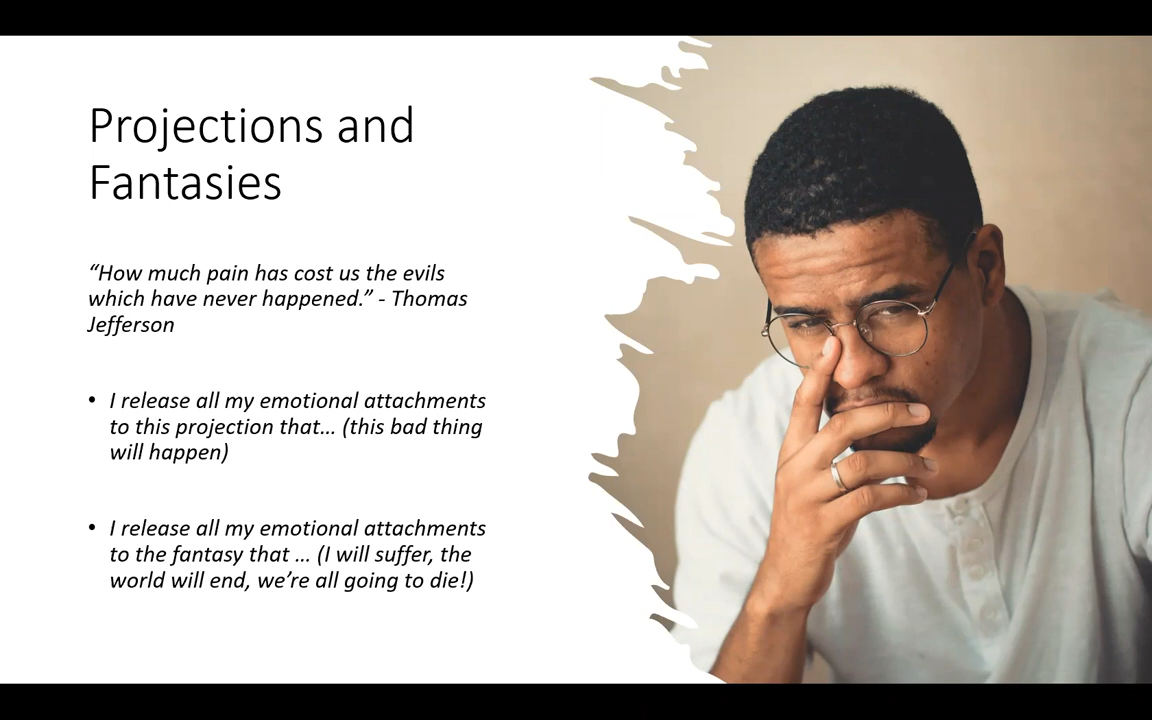 Projections and
Fantasies
“How much pain has cost us the evils
which have never happened.” - Thomas
Jefferson
• I release all my emotional attachments
to this projection that... (this bad thing
will happen)
• I release all my emotional attachments
to the fantasy that ... (I will suffer, the
world will end, we’re all going to die!)